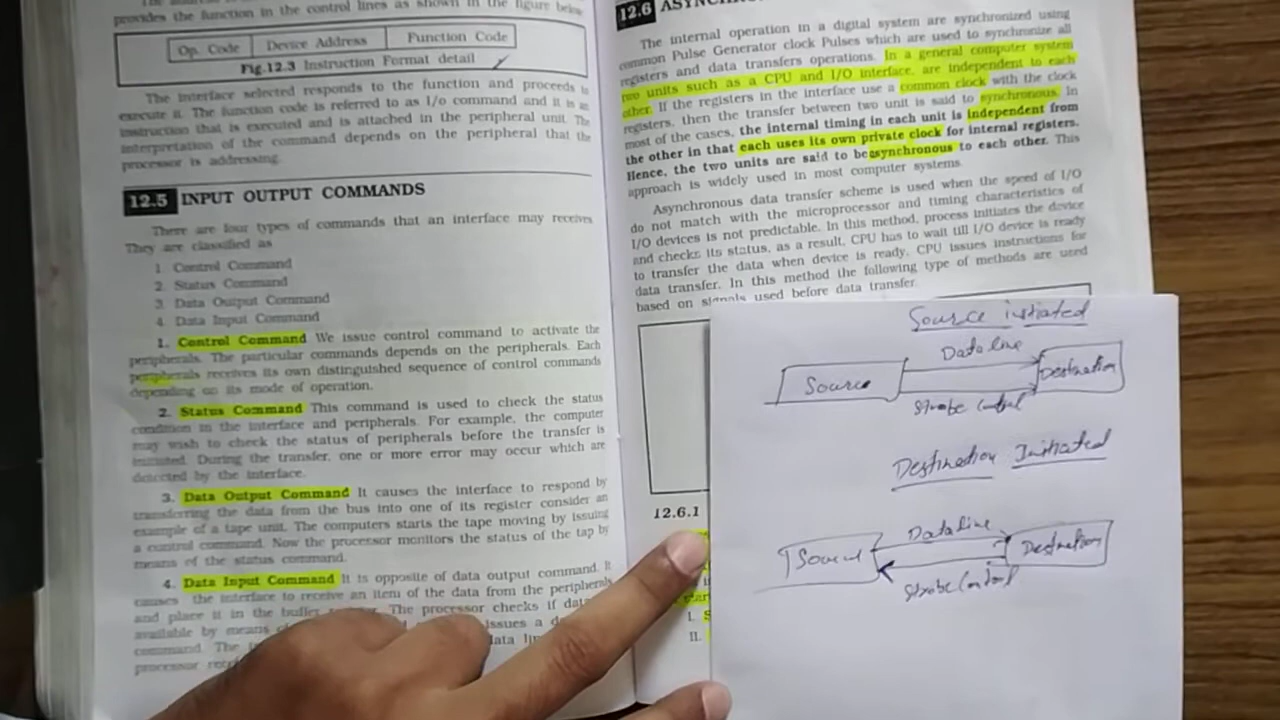 provides the function in the control lines as shown in the figure below
Op. Code Device Address Function Code
Fig.12.3 Instruction Format detail
The interface selected responds to the function and proceeds to
execute it. The function code is referred to as I/o command and it is an
instruction that is executed and is attached in the peripheral unit. The
interpretation of the command depends on the peripheral that the
processor is addressing.
12.5 INPUT OUTPUT COMMANDS
There are four types of commands that an interface may receives
They are classified as
1. Control Command
2. Status Command
3. Data Output Command
4. Data Input Command
1. Control Command We issue control command to activate the
peripherals. The particular commands depends on the peripherals. Each
peripherals receives its own distinguished sequence of control commands
depending on its mode of operation.
2. Status Command This command is used to check the status
condition in the interface and peripherals. For example, the computer
may wish to check the status of peripherals before the transfer is
initiated. During the transfer, one or more error may occur which are
detected by the interface.
3. Data Output Command It causes the interface to respond by
transferring the data from the bus into one of its register consider an
example of a tape unit. The computers starts the tape moving by issuing
a control command. Now the processor monitors the status of the tap by
means of the status command.
4. Data Input Command It is opposite of data output command. It
causes the interface to receive an item of the data from the peripherals
and place it in the buffer The processor checks if data
available by means issues a
command. The data
processor
12.6
The internal operation in a digital system are synchronized using
common Pulse Generator clock Pulses which are used to synchronize all
registers and data transfers operations. In a general computer system
two units such as a CPU and I/O interface, are independent to each
other. If the registers in the interface use a common clock with the clock
registers, then the transfer between two unit is said to synchronous. In
most of the cases, the internal timing in each unit is independent from
the other in that each uses its own private clock for internal registers.
Hence, the two units are said to be asynchronous to each other. This
approach is widely used in most computer systems.
Asynchronous data transfer scheme is used when the speed of I/O
do not match with the microprocessor and timing characteristics of
I/O devices is not predictable. In this method, process initiates the device
and checks its status, as a result, CPU has to wait till I/O device is ready
to transfer the data when device is ready, CPU issues instructions for
data transfer. In this method the following type of methods are used
based on signals used before data transfer.
12.6.1
I. S
II.
Source initiated
Data line
Source Destination
Strobe Control
Destination Initiated
Data line
Source Destination
Strobe Control